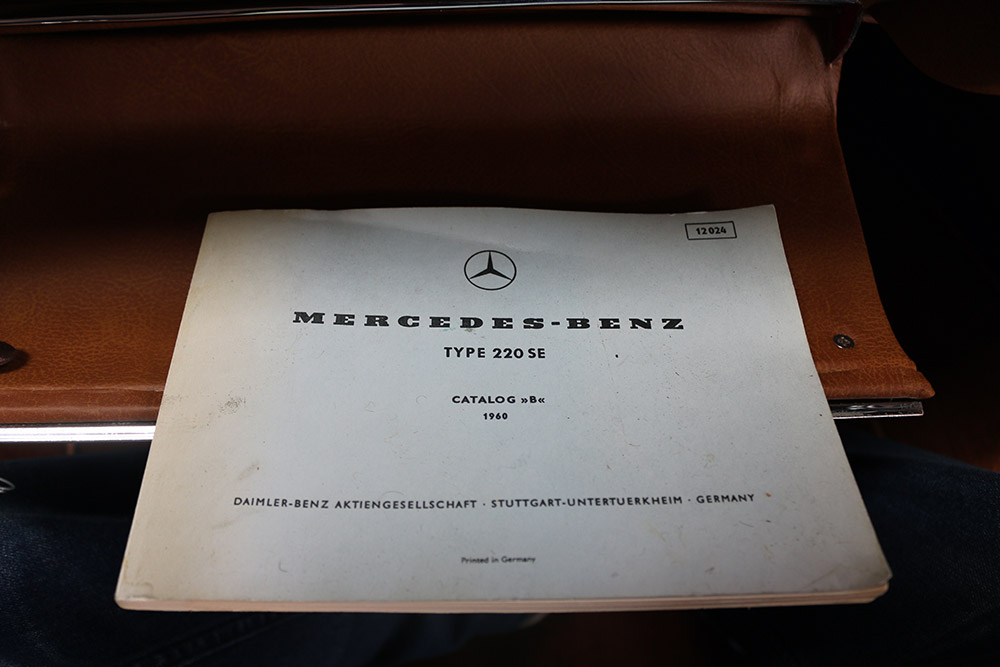 12024
MERCEDES-BENZ
TYPE 220 SE
CATALOG »B«
1960
DAIMLER-BENZ AKTIENGESELLSCHAFT · STUTTGART-UNTERTUERKHEIM · GERMANY
Printed in Germany